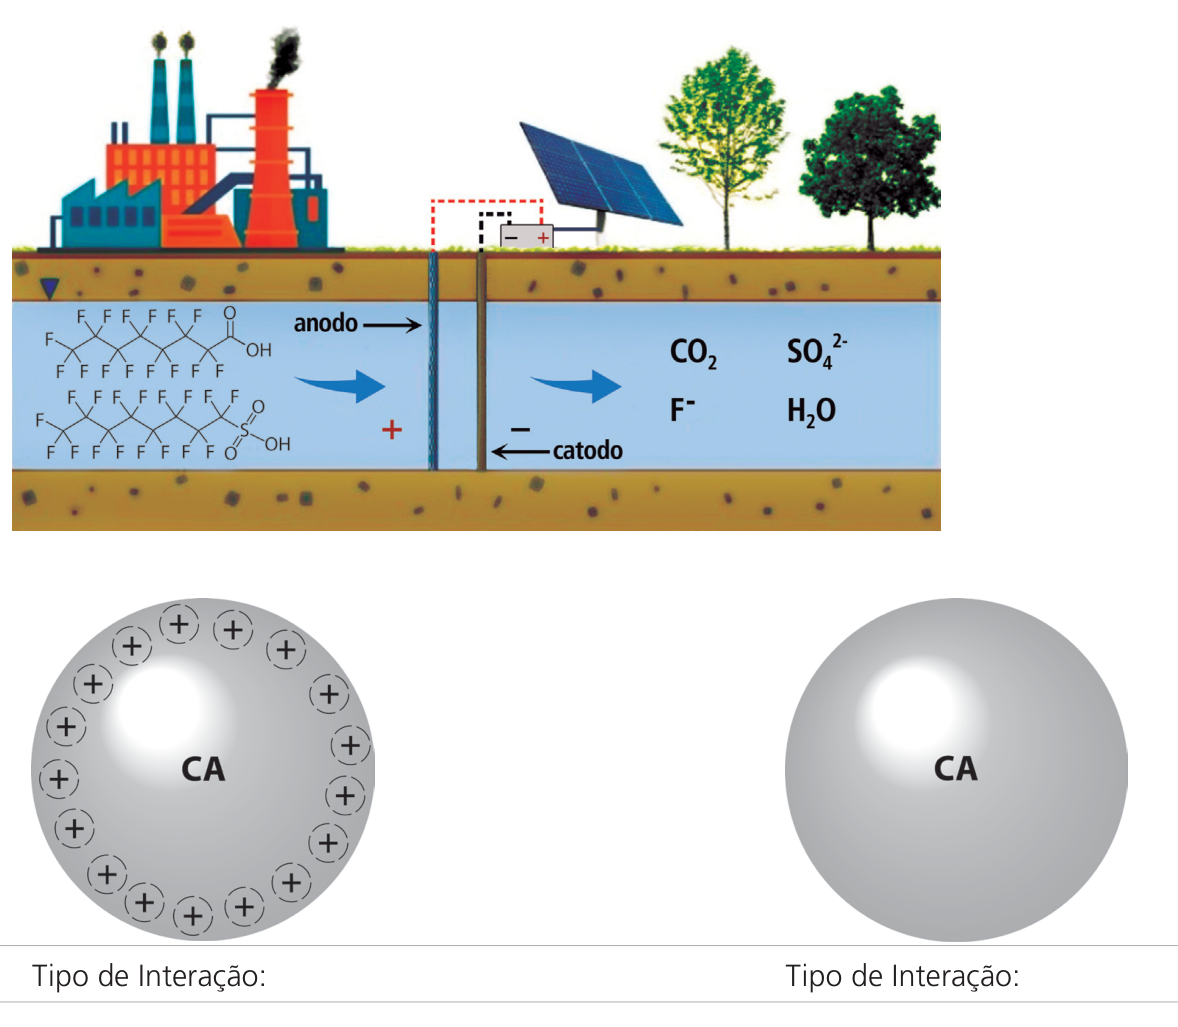 − +
F F F F F F O
F OH
F F F F F F F F
anodo
F F F F F F F F O
F S OH
F F F F F F F F O
+ −
catodo
CO₂ SO₄²⁻
F⁻ H₂O
+ + + + + + + + + + + + + + + + + +
CA
CA
Tipo de Interação:
Tipo de Interação: